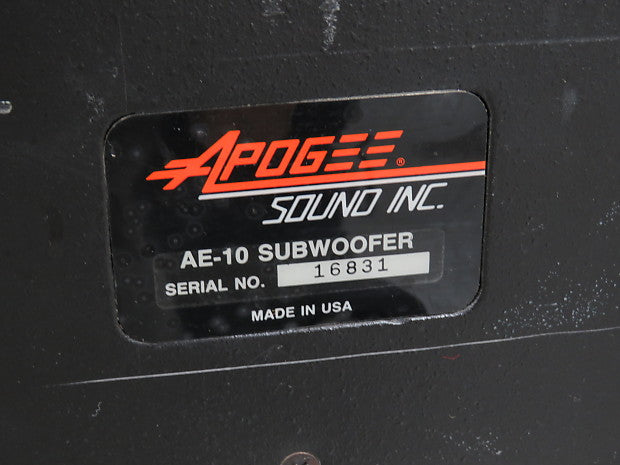 APOGEE®
SOUND INC.
AE-10 SUBWOOFER
SERIAL NO. 16831
MADE IN USA